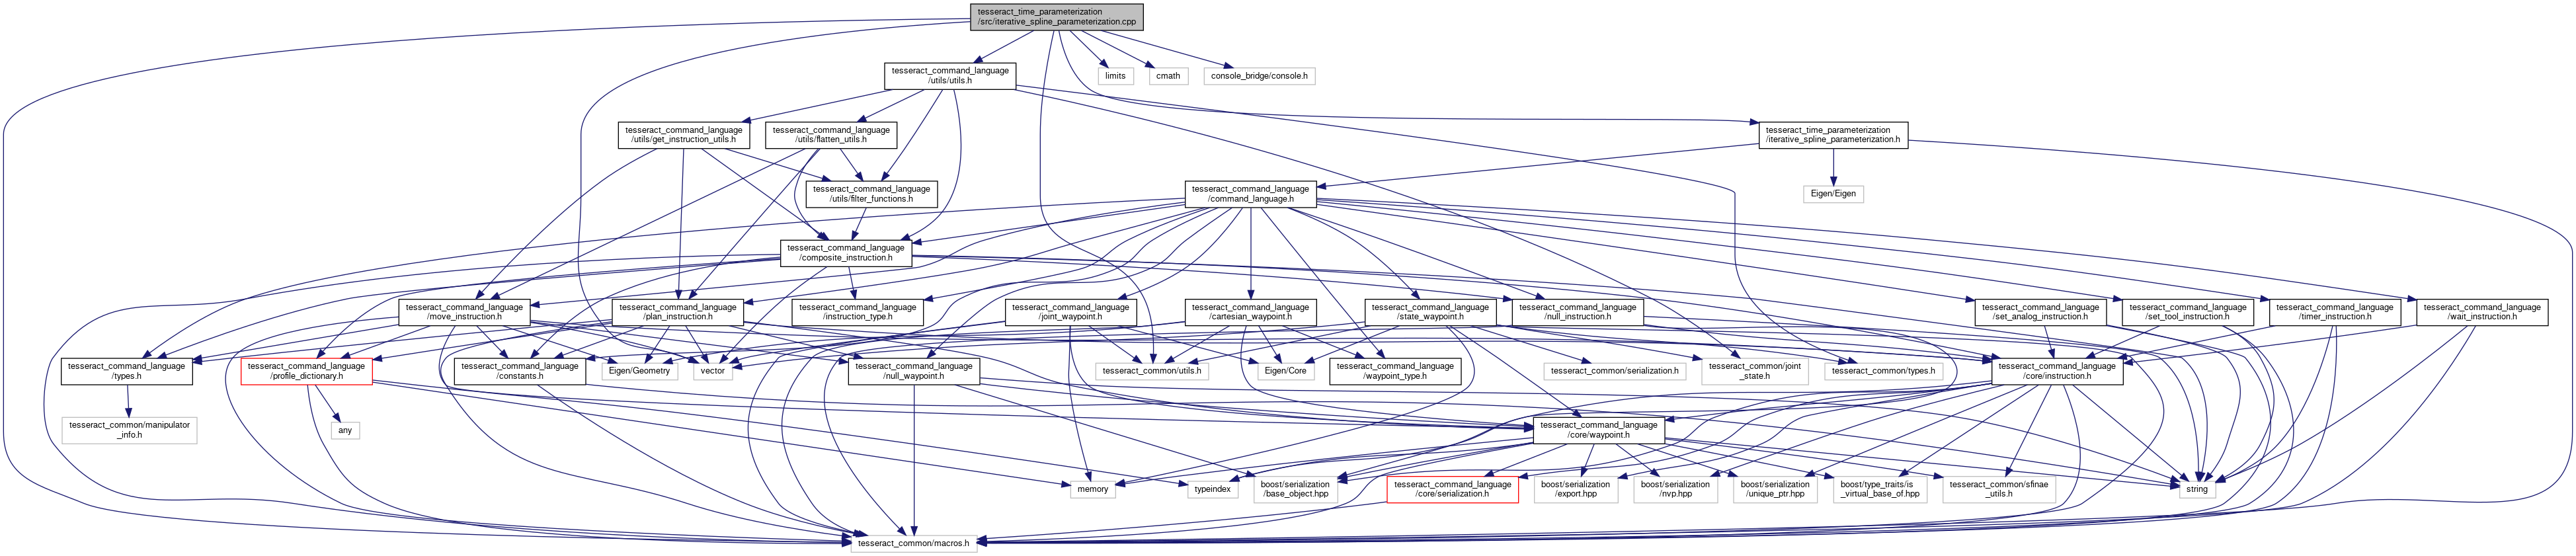 tesseract_time_parameterization
/src/iterative_spline_parameterization.cpp
tesseract_command_language
/utils/utils.h
limits
cmath
console_bridge/console.h
tesseract_command_language
/utils/get_instruction_utils.h
tesseract_command_language
/utils/flatten_utils.h
tesseract_time_parameterization
/iterative_spline_parameterization.h
tesseract_command_language
/utils/filter_functions.h
tesseract_command_language
/command_language.h
Eigen/Eigen
tesseract_command_language
/composite_instruction.h
tesseract_command_language
/move_instruction.h
tesseract_command_language
/plan_instruction.h
tesseract_command_language
/instruction_type.h
tesseract_command_language
/joint_waypoint.h
tesseract_command_language
/cartesian_waypoint.h
tesseract_command_language
/state_waypoint.h
tesseract_command_language
/null_instruction.h
tesseract_command_language
/set_analog_instruction.h
tesseract_command_language
/set_tool_instruction.h
tesseract_command_language
/timer_instruction.h
tesseract_command_language
/wait_instruction.h
tesseract_command_language
/types.h
tesseract_command_language
/profile_dictionary.h
tesseract_command_language
/constants.h
Eigen/Geometry
vector
tesseract_command_language
/null_waypoint.h
tesseract_common/utils.h
Eigen/Core
tesseract_command_language
/waypoint_type.h
tesseract_common/serialization.h
tesseract_common/joint
_state.h
tesseract_common/types.h
tesseract_command_language
/core/instruction.h
tesseract_common/manipulator
_info.h
any
tesseract_command_language
/core/waypoint.h
memory
typeindex
boost/serialization
/base_object.hpp
tesseract_command_language
/core/serialization.h
boost/serialization
/export.hpp
boost/serialization
/nvp.hpp
boost/serialization
/unique_ptr.hpp
boost/type_traits/is
_virtual_base_of.hpp
tesseract_common/sfinae
_utils.h
string
tesseract_common/macros.h